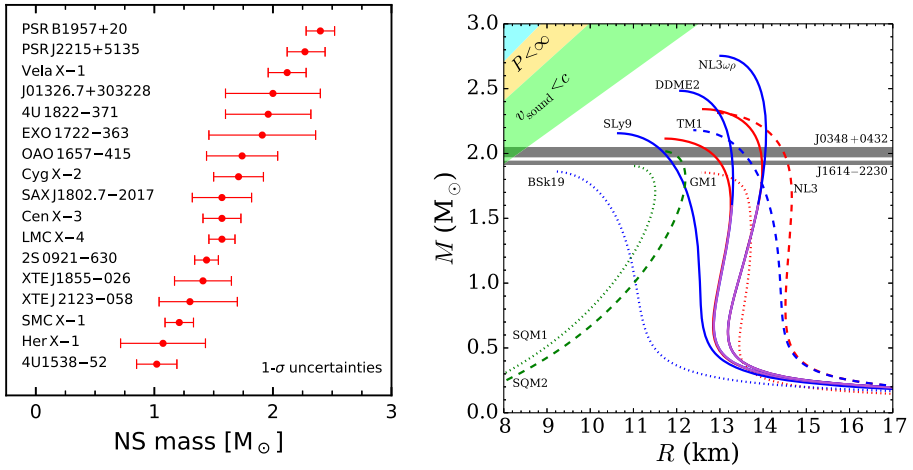 PSR B1957+20
PSR J2215+5135
Vela X−1
J01326.7+303228
4U 1822−371
EXO 1722−363
OAO 1657−415
Cyg X−2
SAX J1802.7−2017
Cen X−3
LMC X−4
2S 0921−630
XTE J1855−026
XTE J2123−058
SMC X−1
Her X−1
4U1538−52
1-σ uncertainties
0 1 2 3
NS mass [M⊙]
3.0
2.5
2.0
1.5
1.0
0.5
0.0
M (M⊙)
P<∞
v_sound<c
NL3ωρ
DDME2
SLy9
TM1
J0348+0432
J1614−2230
BSk19
GM1
NL3
SQM1
SQM2
8 9 10 11 12 13 14 15 16 17
R (km)